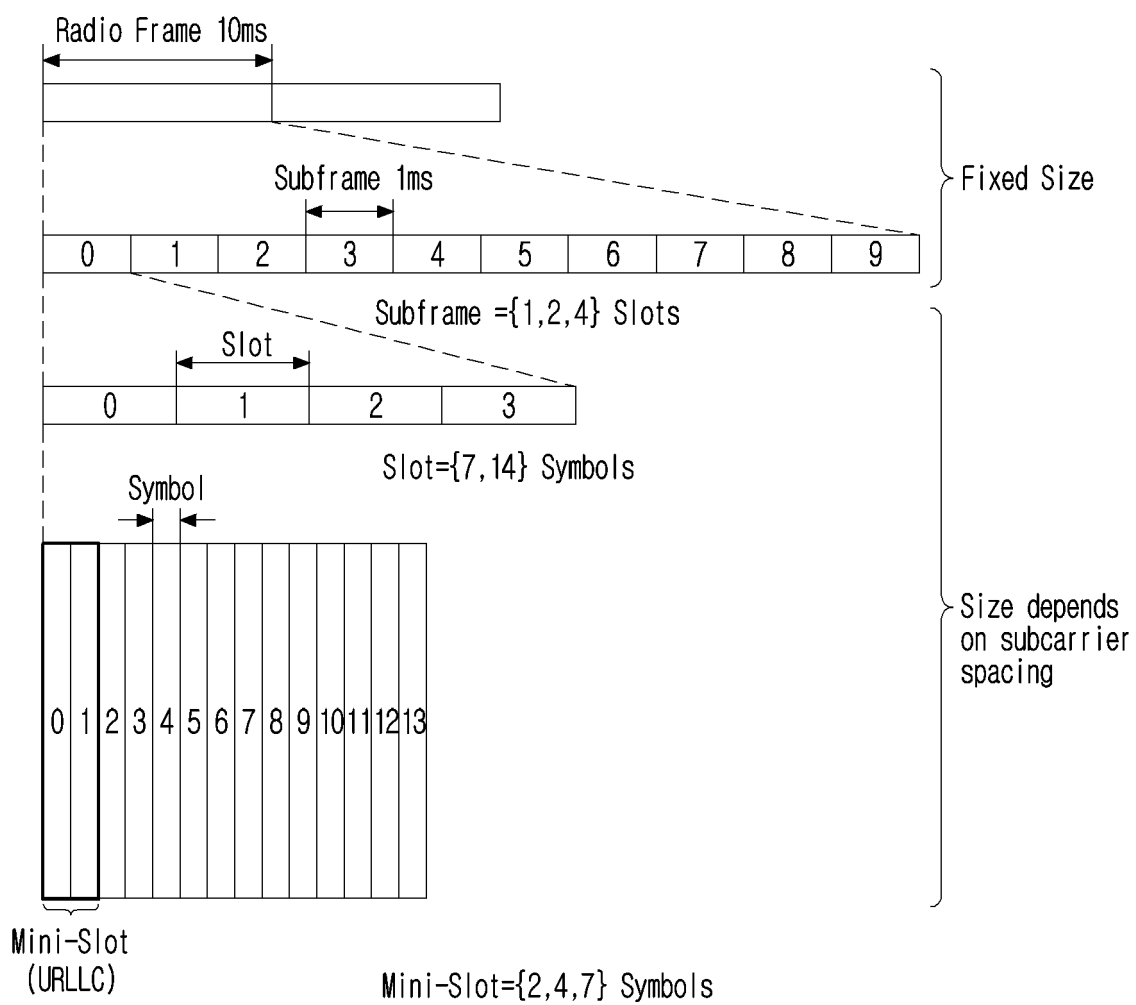 Radio Frame 10ms
Fixed Size
Subframe 1ms
0 1 2 3 4 5 6 7 8 9
Subframe ={1,2,4} Slots
Slot
0 1 2 3
Slot={7,14} Symbols
Symbol
0 1 2 3 4 5 6 7 8 9 10 11 12 13
Size depends
on subcarrier
spacing
Mini-Slot
(URLLC)
Mini-Slot={2,4,7} Symbols